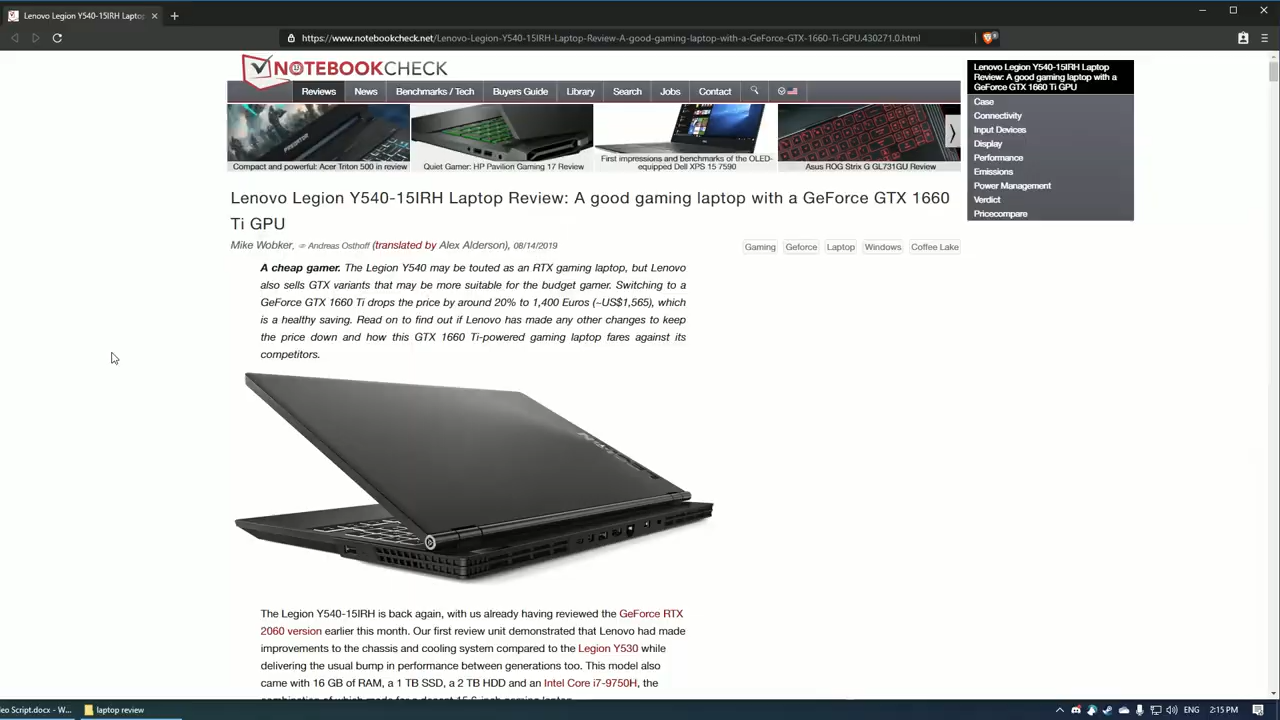 Lenovo Legion Y540-15IRH Laptop
https://www.notebookcheck.net/Lenovo-Legion-Y540-15IRH-Laptop-Review-A-good-gaming-laptop-with-a-GeForce-GTX-1660-Ti-GPU.430271.0.html
NOTEBOOKCHECK
Reviews News Benchmarks / Tech Buyers Guide Library Search Jobs Contact
Compact and powerful: Acer Triton 500 in review
Quiet Gamer: HP Pavilion Gaming 17 Review
First impressions and benchmarks of the OLED-
equipped Dell XPS 15 7590
Asus ROG Strix G GL731GU Review
Lenovo Legion Y540-15IRH Laptop
Review: A good gaming laptop with a
GeForce GTX 1660 Ti GPU
Case
Connectivity
Input Devices
Display
Performance
Emissions
Power Management
Verdict
Pricecompare
Lenovo Legion Y540-15IRH Laptop Review: A good gaming laptop with a GeForce GTX 1660
Ti GPU
Mike Wobker, Andreas Osthoff (translated by Alex Alderson), 08/14/2019
Gaming Geforce Laptop Windows Coffee Lake
A cheap gamer. The Legion Y540 may be touted as an RTX gaming laptop, but Lenovo
also sells GTX variants that may be more suitable for the budget gamer. Switching to a
GeForce GTX 1660 Ti drops the price by around 20% to 1,400 Euros (~US$1,565), which
is a healthy saving. Read on to find out if Lenovo has made any other changes to keep
the price down and how this GTX 1660 Ti-powered gaming laptop fares against its
competitors.
The Legion Y540-15IRH is back again, with us already having reviewed the GeForce RTX
2060 version earlier this month. Our first review unit demonstrated that Lenovo had made
improvements to the chassis and cooling system compared to the Legion Y530 while
delivering the usual bump in performance between generations too. This model also
came with 16 GB of RAM, a 1 TB SSD, a 2 TB HDD and an Intel Core i7-9750H, the
combination of which made for a decent 15.6-inch gaming laptop.
eo Script.docx - W... laptop review
ENG 2:15 PM